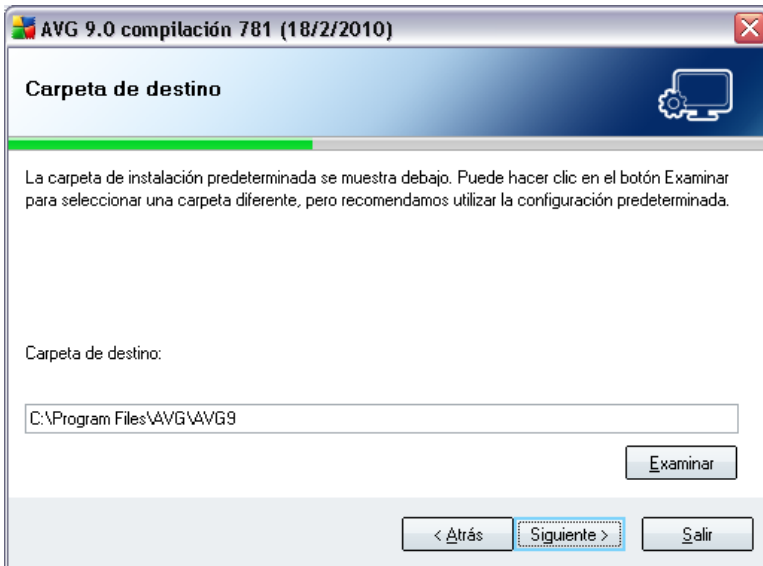 AVG 9.0 compilación 781 (18/2/2010)
Carpeta de destino
La carpeta de instalación predeterminada se muestra debajo. Puede hacer clic en el botón Examinar
para seleccionar una carpeta diferente, pero recomendamos utilizar la configuración predeterminada.
Carpeta de destino:
C:\Program Files\AVG\AVG9
Examinar
< Atrás Siguiente > Salir